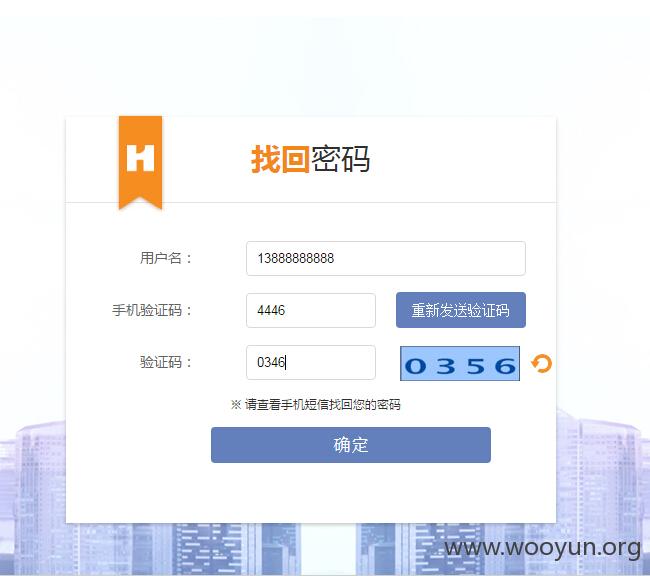 H
找回密码
用户名：
13888888888
手机验证码：
4446
重新发送验证码
验证码：
0346
0356
※ 请查看手机短信找回您的密码
确定
www.wooyun.org